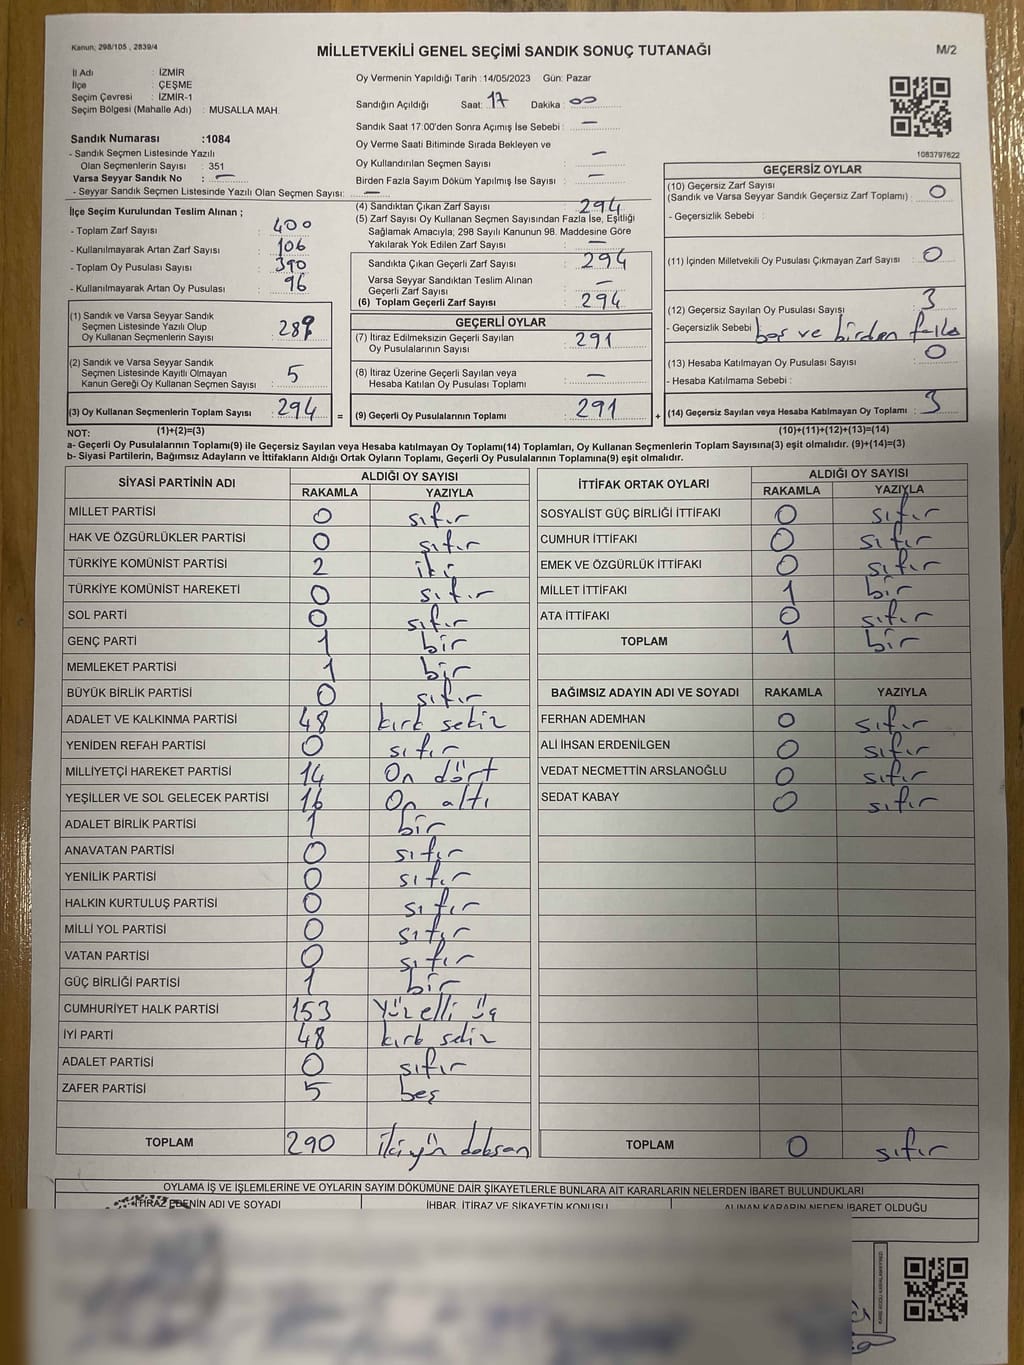 Kanun, 298/105 , 2839/4
MİLLETVEKİLİ GENEL SEÇİMİ SANDIK SONUÇ TUTANAĞI
M/2
İl Adı : İZMİR
İlçe : ÇEŞME
Seçim Çevresi : İZMİR-1
Seçim Bölgesi (Mahalle Adı) : MUSALLA MAH.
Sandık Numarası :1084
- Sandık Seçmen Listesinde Yazılı
Olan Seçmenlerin Sayısı : 351
Varsa Seyyar Sandık No : —
- Seyyar Sandık Seçmen Listesinde Yazılı Olan Seçmen Sayısı: —
Oy Vermenin Yapıldığı Tarih : 14/05/2023 Gün: Pazar
Sandığın Açıldığı Saat: 17 Dakika : 00
Sandık Saat 17:00'den Sonra Açımış İse Sebebi : —
Oy Verme Saati Bitiminde Sırada Bekleyen ve
Oy Kullandırılan Seçmen Sayısı : —
Birden Fazla Sayım Döküm Yapılmış İse Sayısı : —
1083797622
İlçe Seçim Kurulundan Teslim Alınan ;
- Toplam Zarf Sayısı : 400
- Kullanılmayarak Artan Zarf Sayısı : 106
- Toplam Oy Pusulası Sayısı : 390
- Kullanılmayarak Artan Oy Pusulası : 96
(4) Sandıktan Çıkan Zarf Sayısı : 294
(5) Zarf Sayısı Oy Kullanan Seçmen Sayısından Fazla İse, Eşitliği
Sağlamak Amacıyla; 298 Sayılı Kanunun 98. Maddesine Göre
Yakılarak Yok Edilen Zarf Sayısı : —
Sandıkta Çıkan Geçerli Zarf Sayısı : 294
Varsa Seyyar Sandıktan Teslim Alınan
Geçerli Zarf Sayısı : —
(6) Toplam Geçerli Zarf Sayısı : 294
GEÇERSİZ OYLAR
(10) Geçersiz Zarf Sayısı
(Sandık ve Varsa Seyyar Sandık Geçersiz Zarf Toplamı) : 0
- Geçersizlik Sebebi :
(11) İçinden Milletvekili Oy Pusulası Çıkmayan Zarf Sayısı : 0
(12) Geçersiz Sayılan Oy Pusulası Sayısı : 3
- Geçersizlik Sebebi : boş ve birden fazla
(13) Hesaba Katılmayan Oy Pusulası Sayısı : 0
- Hesaba Katılmama Sebebi :
(14) Geçersiz Sayılan veya Hesaba Katılmayan Oy Toplamı : 3
(1) Sandık ve Varsa Seyyar Sandık
Seçmen Listesinde Yazılı Olup
Oy Kullanan Seçmenlerin Sayısı : 289
(2) Sandık ve Varsa Seyyar Sandık
Seçmen Listesinde Kayıtlı Olmayan
Kanun Gereği Oy Kullanan Seçmen Sayısı : 5
(3) Oy Kullanan Seçmenlerin Toplam Sayısı : 294 =
GEÇERLİ OYLAR
(7) İtiraz Edilmeksizin Geçerli Sayılan
Oy Pusulalarının Sayısı : 291
(8) İtiraz Üzerine Geçerli Sayılan veya
Hesaba Katılan Oy Pusulası Toplamı : —
(9) Geçerli Oy Pusulalarının Toplamı : 291 +
NOT: (1)+(2)=(3)
(10)+(11)+(12)+(13)=(14)
a- Geçerli Oy Pusulalarının Toplamı(9) ile Geçersiz Sayılan veya Hesaba katılmayan Oy Toplamı(14) Toplamları, Oy Kullanan Seçmenlerin Toplam Sayısına(3) eşit olmalıdır. (9)+(14)=(3)
b- Siyasi Partilerin, Bağımsız Adayların ve İttifakların Aldığı Ortak Oyların Toplamı, Geçerli Oy Pusulalarının Toplamına(9) eşit olmalıdır.
SİYASİ PARTİNİN ADI ALDIĞI OY SAYISI
RAKAMLA YAZIYLA
MİLLET PARTİSİ 0 sıfır
HAK VE ÖZGÜRLÜKLER PARTİSİ 0 sıfır
TÜRKİYE KOMÜNİST PARTİSİ 2 iki
TÜRKİYE KOMÜNİST HAREKETİ 0 sıfır
SOL PARTİ 0 sıfır
GENÇ PARTİ 1 bir
MEMLEKET PARTİSİ 1 bir
BÜYÜK BİRLİK PARTİSİ 0 sıfır
ADALET VE KALKINMA PARTİSİ 48 kırk sekiz
YENİDEN REFAH PARTİSİ 0 sıfır
MİLLİYETÇİ HAREKET PARTİSİ 14 On dört
YEŞİLLER VE SOL GELECEK PARTİSİ 16 On altı
ADALET BİRLİK PARTİSİ 1 bir
ANAVATAN PARTİSİ 0 sıfır
YENİLİK PARTİSİ 0 sıfır
HALKIN KURTULUŞ PARTİSİ 0 sıfır
MİLLİ YOL PARTİSİ 0 sıfır
VATAN PARTİSİ 0 sıfır
GÜÇ BİRLİĞİ PARTİSİ 1 bir
CUMHURİYET HALK PARTİSİ 153 Yüz elli üç
İYİ PARTİ 48 kırk sekiz
ADALET PARTİSİ 0 sıfır
ZAFER PARTİSİ 5 beş
TOPLAM 290 ikiyüz doksan
İTTİFAK ORTAK OYLARI ALDIĞI OY SAYISI
RAKAMLA YAZIYLA
SOSYALİST GÜÇ BİRLİĞİ İTTİFAKI 0 sıfır
CUMHUR İTTİFAKI 0 sıfır
EMEK VE ÖZGÜRLÜK İTTİFAKI 0 sıfır
MİLLET İTTİFAKI 1 bir
ATA İTTİFAKI 0 sıfır
TOPLAM 1 bir
BAĞIMSIZ ADAYIN ADI VE SOYADI RAKAMLA YAZIYLA
FERHAN ADEMHAN 0 sıfır
ALİ İHSAN ERDENİLGEN 0 sıfır
VEDAT NECMETTİN ARSLANOĞLU 0 sıfır
SEDAT KABAY 0 sıfır
TOPLAM 0 sıfır
OYLAMA İŞ VE İŞLEMLERİNE VE OYLARIN SAYIM DÖKÜMÜNE DAİR ŞİKAYETLERLE BUNLARA AİT KARARLARIN NELERDEN İBARET BULUNDUKLARI
İTİRAZ EDENİN ADI VE SOYADI
İHBAR, İTİRAZ VE ŞİKAYETİN KONUSU
ALINAN KARARIN NEDEN İBARET OLDUĞU